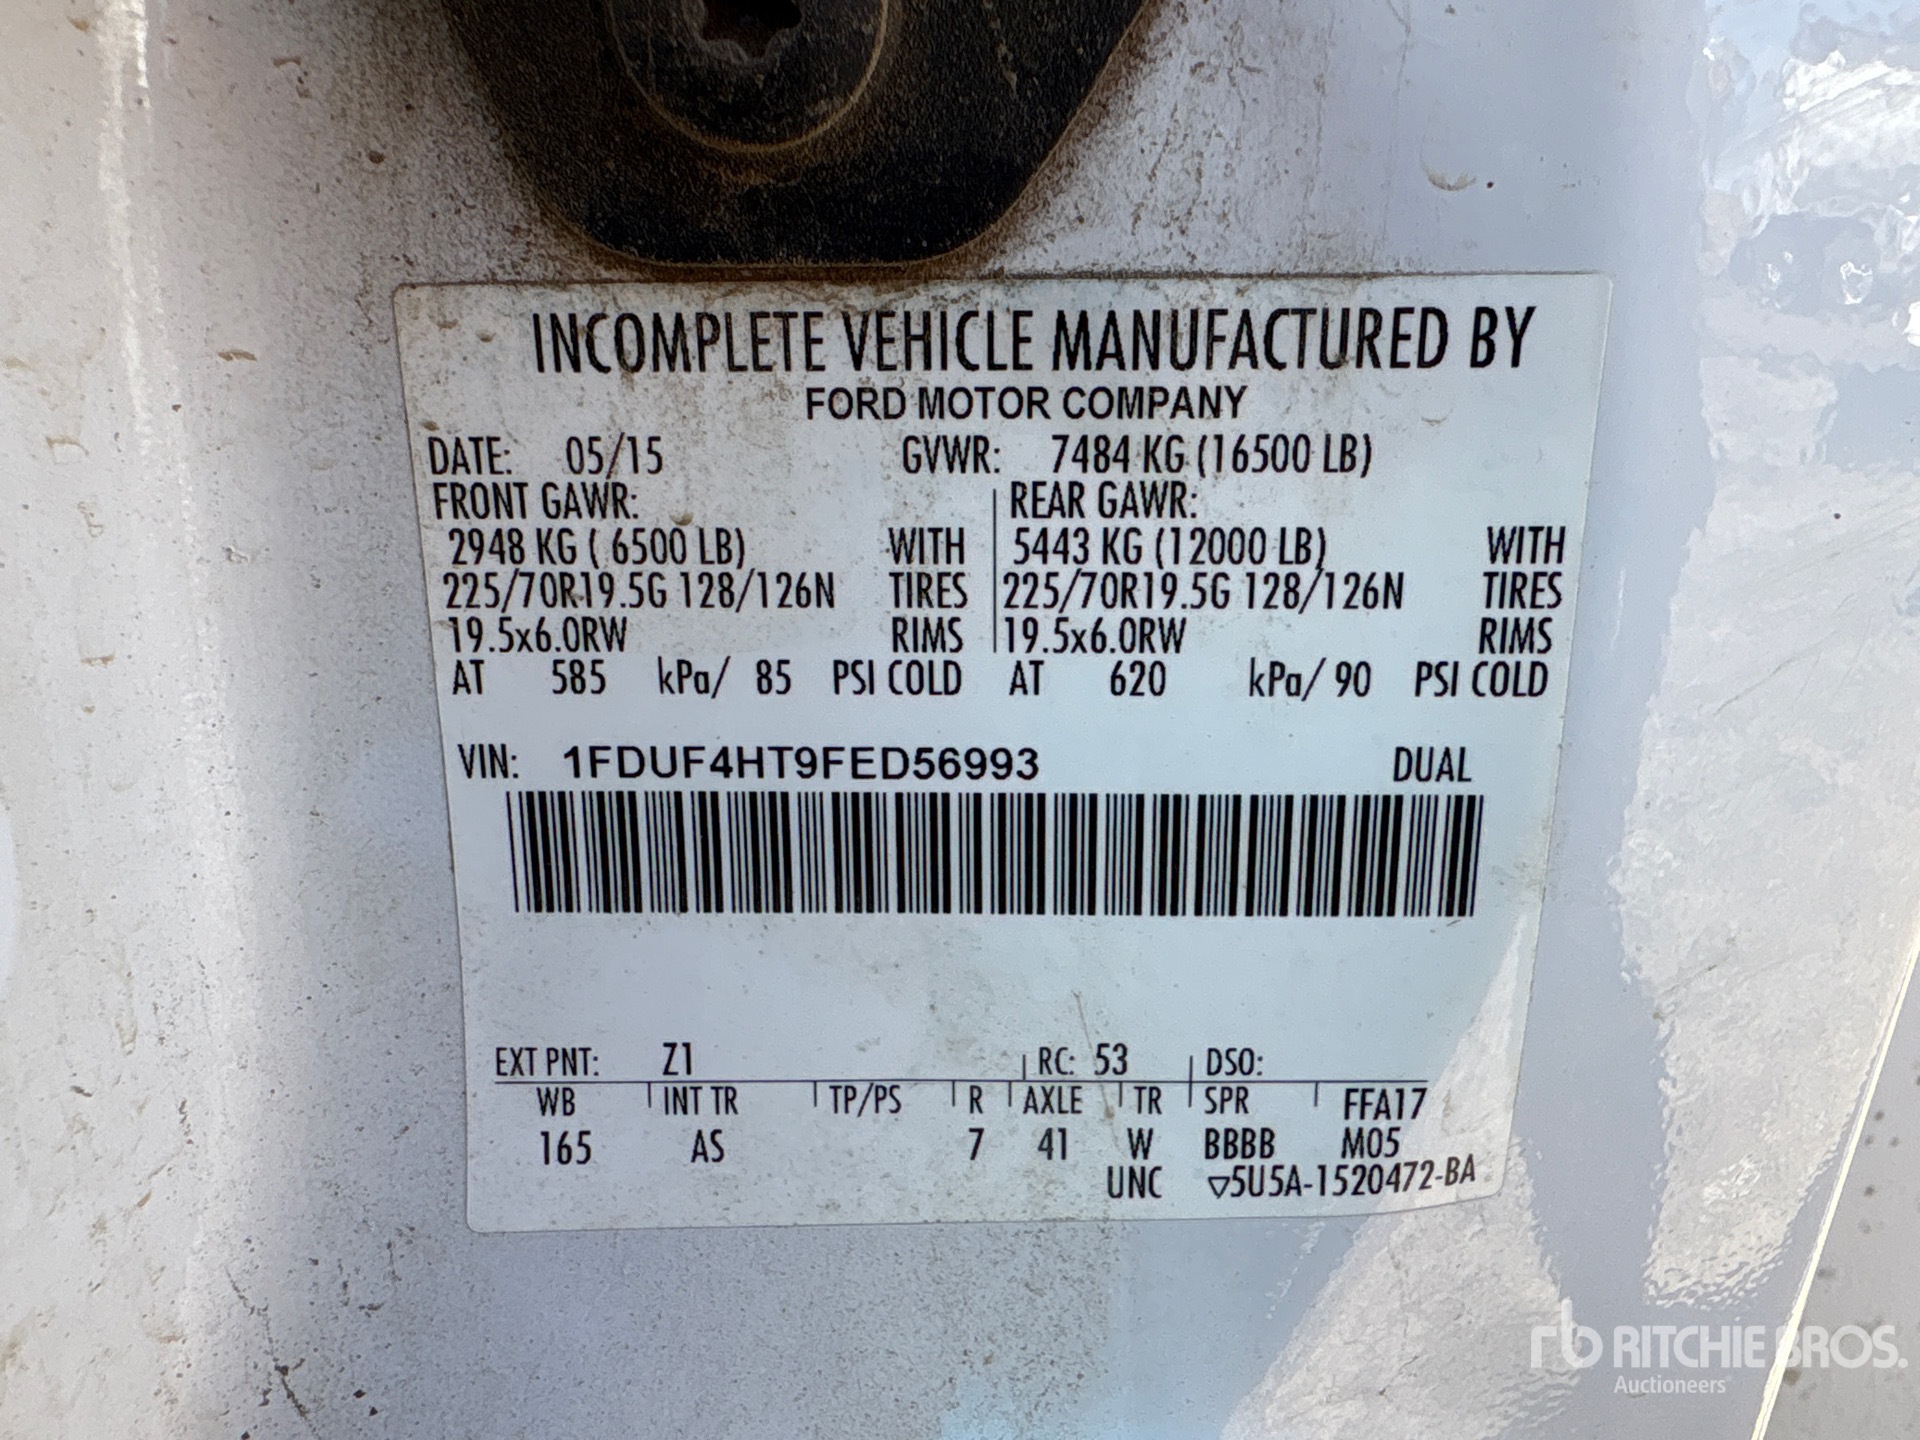 INCOMPLETE VEHICLE MANUFACTURED BY
FORD MOTOR COMPANY
DATE: 05/15 GVWR: 7484 KG (16500 LB)
FRONT GAWR: REAR GAWR:
2948 KG ( 6500 LB) WITH 5443 KG (12000 LB) WITH
225/70R19.5G 128/126N TIRES 225/70R19.5G 128/126N TIRES
19.5x6.0RW RIMS 19.5x6.0RW RIMS
AT 585 kPa/ 85 PSI COLD AT 620 kPa/ 90 PSI COLD
VIN: 1FDUF4HT9FED56993 DUAL
EXT PNT: Z1 RC: 53 DSO:
WB INT TR TP/PS R AXLE TR SPR FFA17
165 AS 7 41 W BBBB M05
UNC ▽5U5A-1520472-BA
rb RITCHIE BROS.
Auctioneers